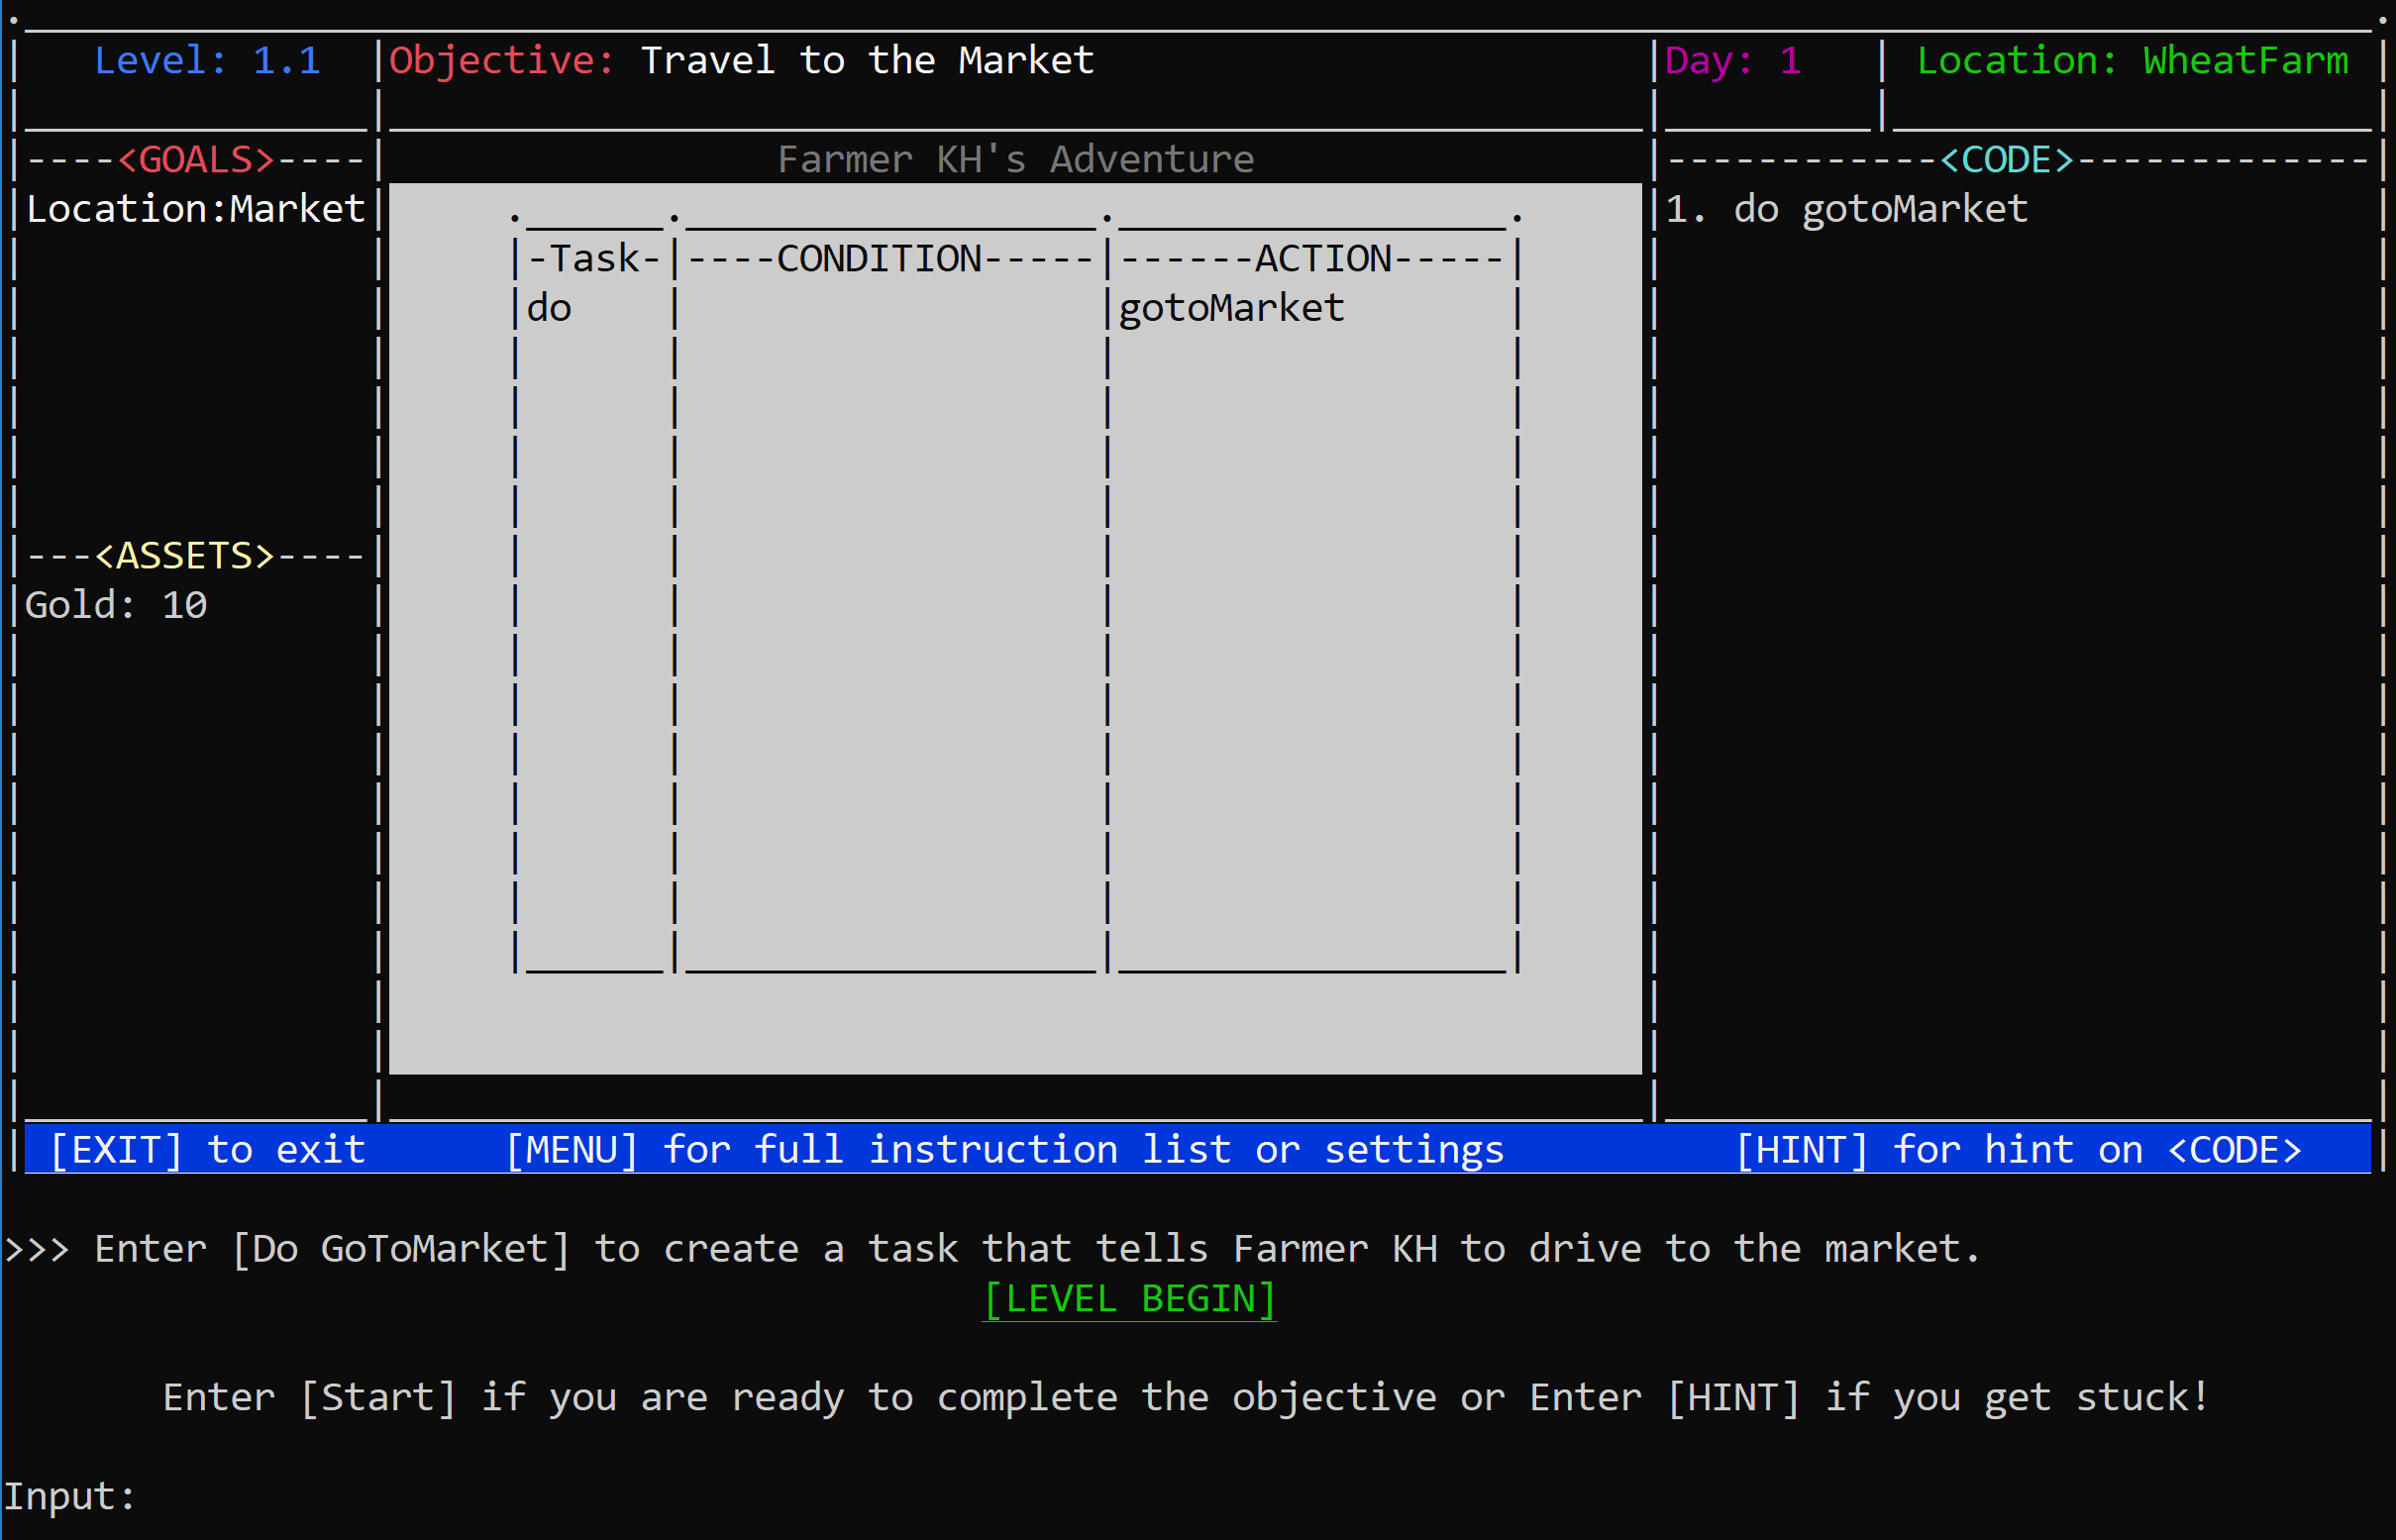 Level: 1.1 Objective: Travel to the Market Day: 1 Location: WheatFarm
----<GOALS>---- Farmer KH's Adventure ------------<CODE>-------------
Location:Market 1. do gotoMarket
-Task- ----CONDITION----- ------ACTION-----
do gotoMarket
---<ASSETS>----
Gold: 10
[EXIT] to exit [MENU] for full instruction list or settings [HINT] for hint on <CODE>
>>> Enter [Do GoToMarket] to create a task that tells Farmer KH to drive to the market.
[LEVEL BEGIN]
Enter [Start] if you are ready to complete the objective or Enter [HINT] if you get stuck!
Input: